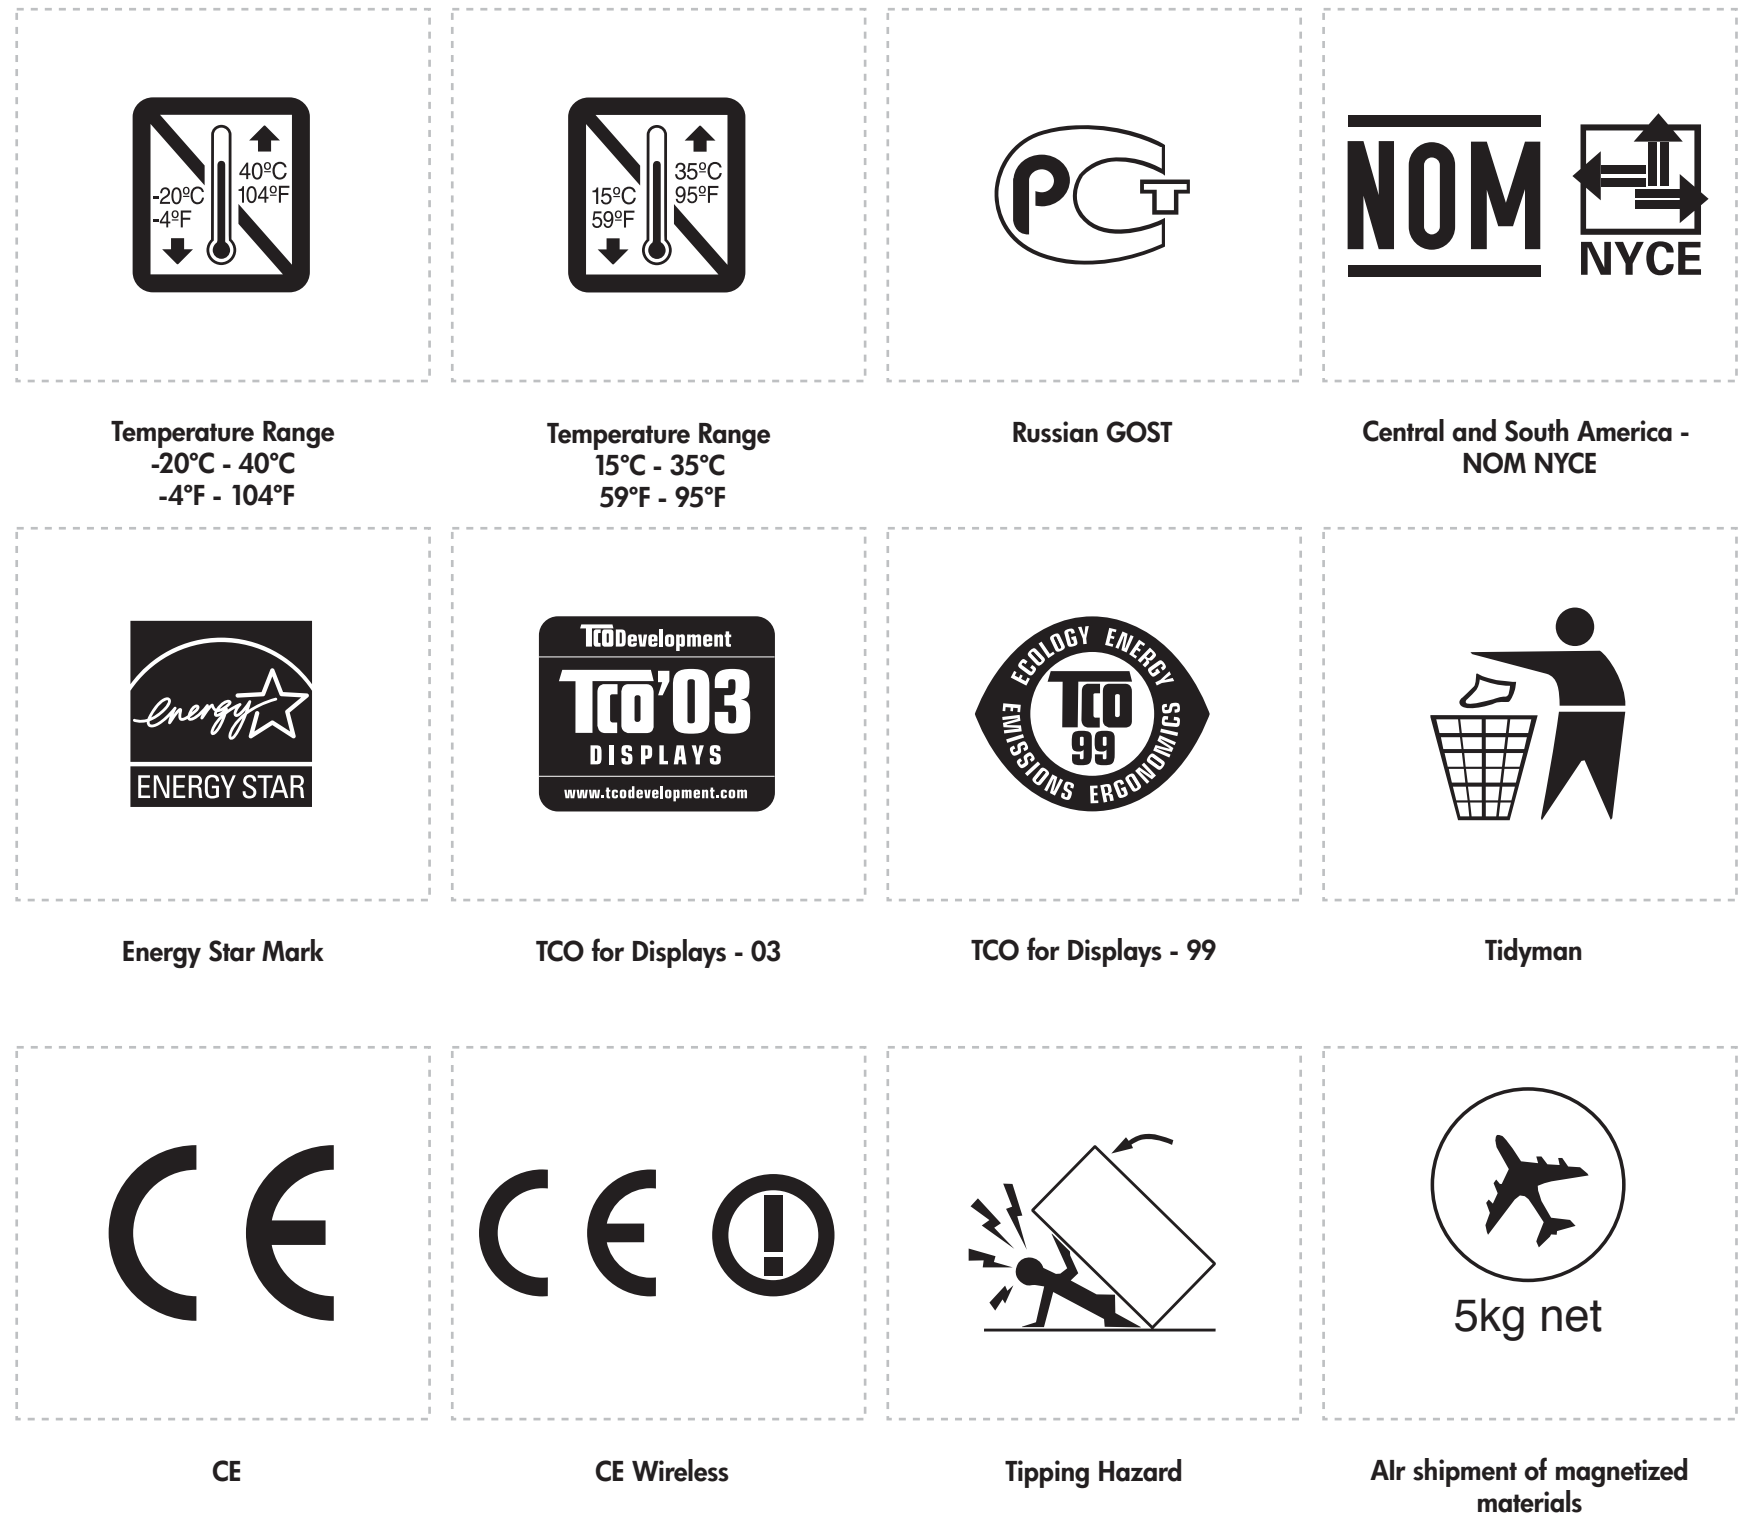 -20ºC
-4ºF
40ºC
104ºF
15ºC
59ºF
35ºC
95ºF
PCT
NOM
NYCE
Temperature Range
-20°C - 40°C
-4°F - 104°F
Temperature Range
15°C - 35°C
59°F - 95°F
Russian GOST
Central and South America -
NOM NYCE
energy
ENERGY STAR
TCODevelopment
TCO'03
DISPLAYS
www.tcodevelopment.com
ECOLOGY ENERGY
EMISSIONS ERGONOMICS
TCO
99
Energy Star Mark
TCO for Displays - 03
TCO for Displays - 99
Tidyman
CE
CE !
5kg net
CE
CE Wireless
Tipping Hazard
AIr shipment of magnetized
materials